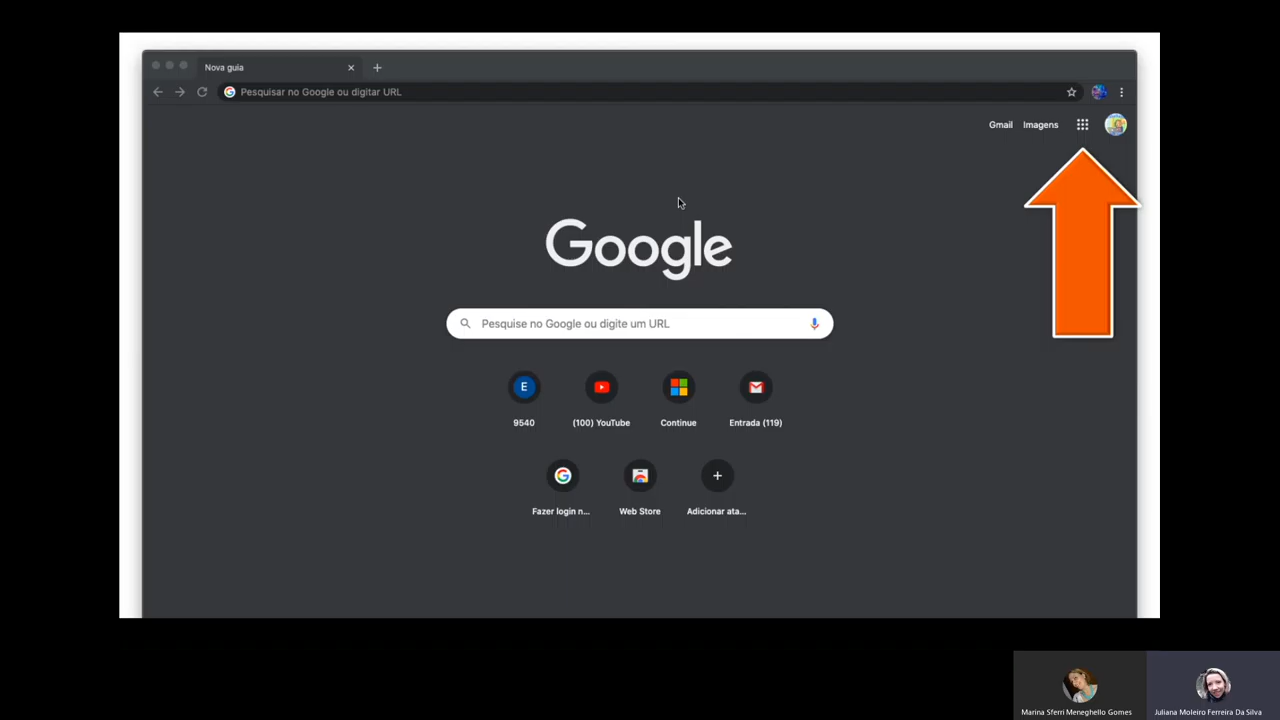 Nova guia
Pesquisar no Google ou digitar URL
Gmail Imagens
Google
Pesquise no Google ou digite um URL
E
9540 (100) YouTube Continue Entrada (119)
Fazer login n... Web Store Adicionar ata...
Marina Sferri Meneghello Gomes Juliana Moleiro Ferreira Da Silva